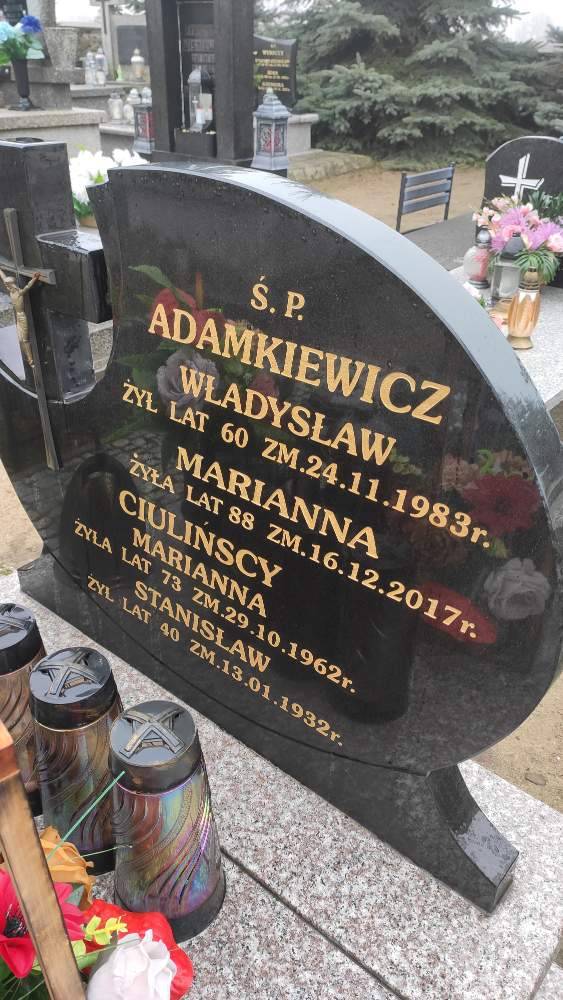 Ś. P.
ADAMKIEWICZ
WŁADYSŁAW
ŻYŁ LAT 60 ZM.24.11.1983r.
MARIANNA
ŻYŁA LAT 88 ZM.16.12.2017r.
CIULIŃSCY
MARIANNA
ŻYŁA LAT 73 ZM.29.10.1962r.
STANISŁAW
ŻYŁ LAT 40 ZM.13.01.1932r.